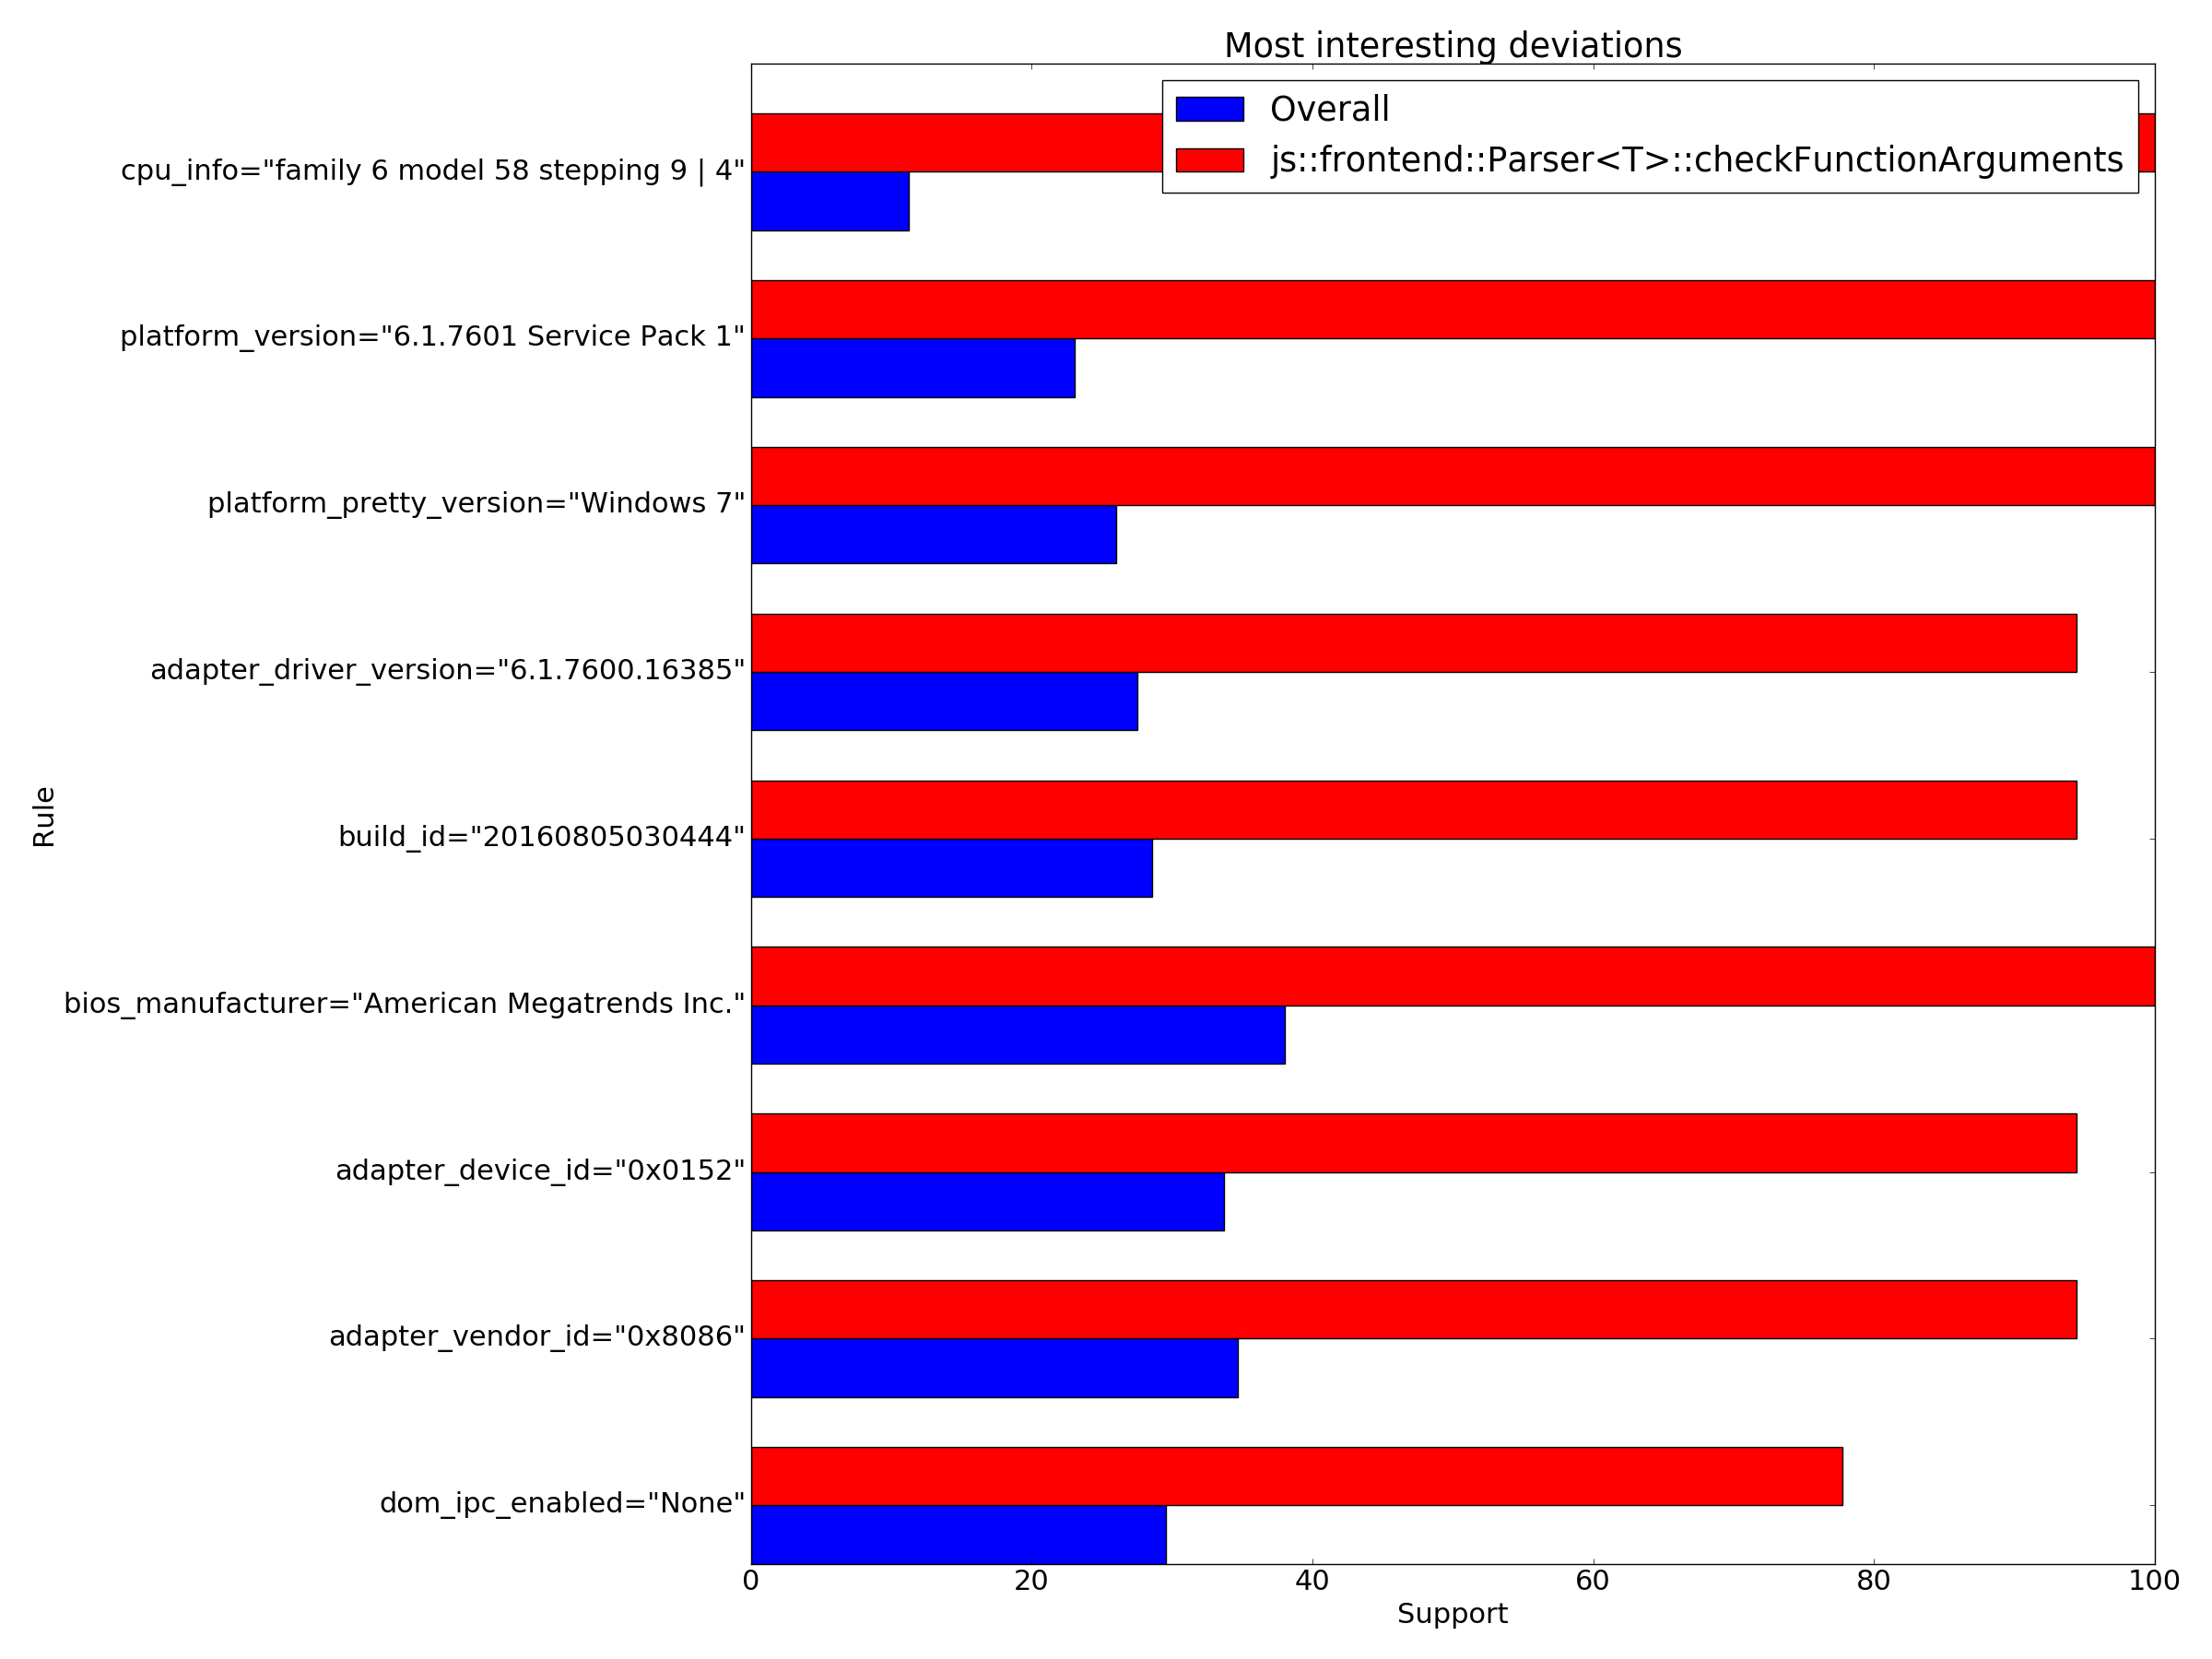 Most interesting deviations
Overall
js::frontend::Parser<T>::checkFunctionArguments
cpu_info="family 6 model 58 stepping 9 | 4"
platform_version="6.1.7601 Service Pack 1"
platform_pretty_version="Windows 7"
adapter_driver_version="6.1.7600.16385"
build_id="20160805030444"
bios_manufacturer="American Megatrends Inc."
adapter_device_id="0x0152"
adapter_vendor_id="0x8086"
dom_ipc_enabled="None"
Rule
0 20 40 60 80 100
Support